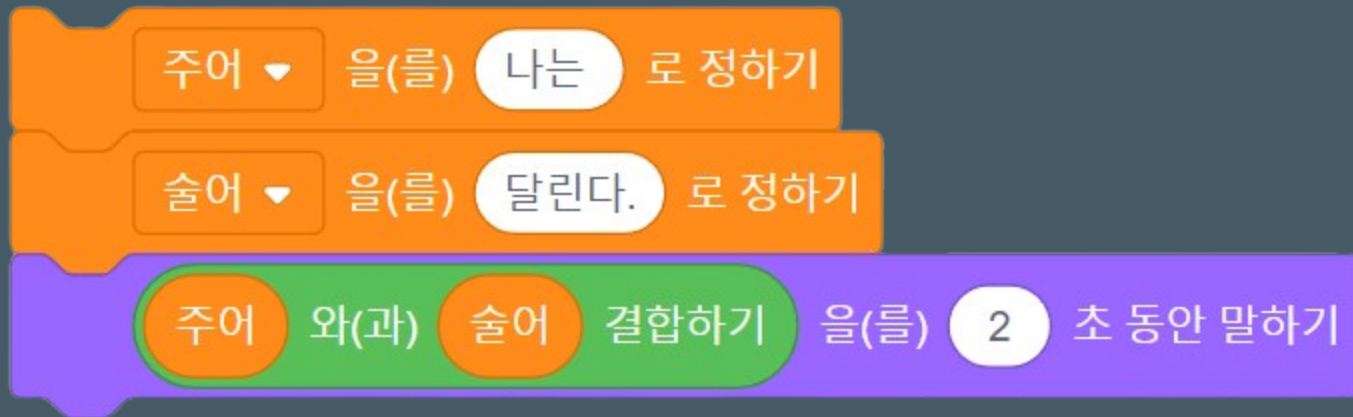 주어 을(를) 나는 로 정하기
술어 을(를) 달린다. 로 정하기
주어 와(과) 술어 결합하기 을(를) 2 초 동안 말하기